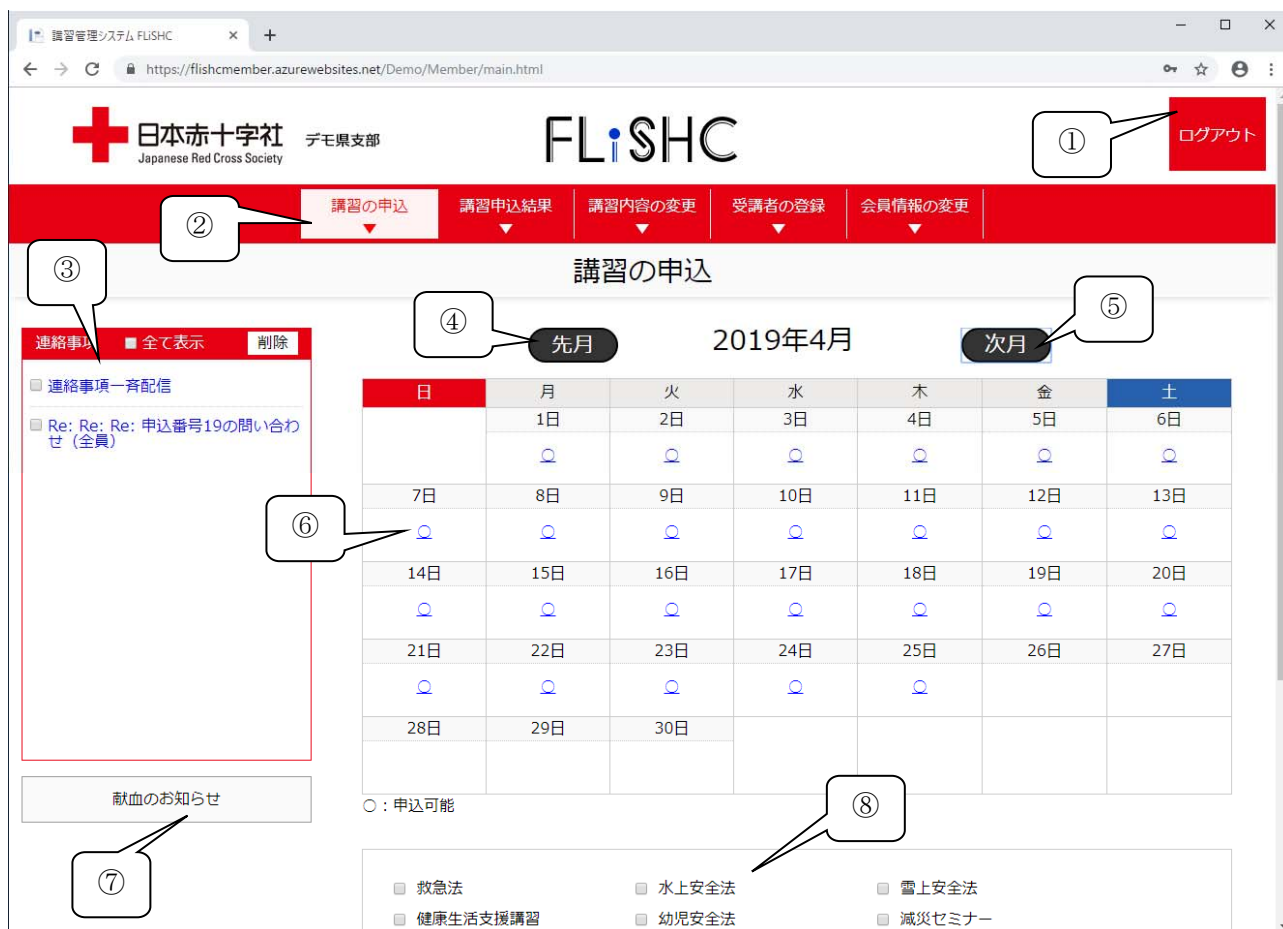 講習管理システム FLiSHC
https://flishcmember.azurewebsites.net/Demo/Member/main.html
日本赤十字社 デモ県支部
Japanese Red Cross Society
FLiSHC
①
ログアウト
②
講習の申込 講習申込結果 講習内容の変更 受講者の登録 会員情報の変更
▼ ▼ ▼ ▼ ▼
③
講習の申込
④
⑤
連絡事項 全て表示 削除
先月 2019年4月 次月
連絡事項一斉配信
Re: Re: Re: 申込番号19の問い合わ
せ（全員）
日 月 火 水 木 金 土
1日 2日 3日 4日 5日 6日
○ ○ ○ ○ ○ ○
7日 8日 9日 10日 11日 12日 13日
⑥
○ ○ ○ ○ ○ ○ ○
14日 15日 16日 17日 18日 19日 20日
○ ○ ○ ○ ○ ○ ○
21日 22日 23日 24日 25日 26日 27日
○ ○ ○ ○ ○
28日 29日 30日
献血のお知らせ
○：申込可能
⑦
⑧
救急法 水上安全法 雪上安全法
健康生活支援講習 幼児安全法 減災セミナー